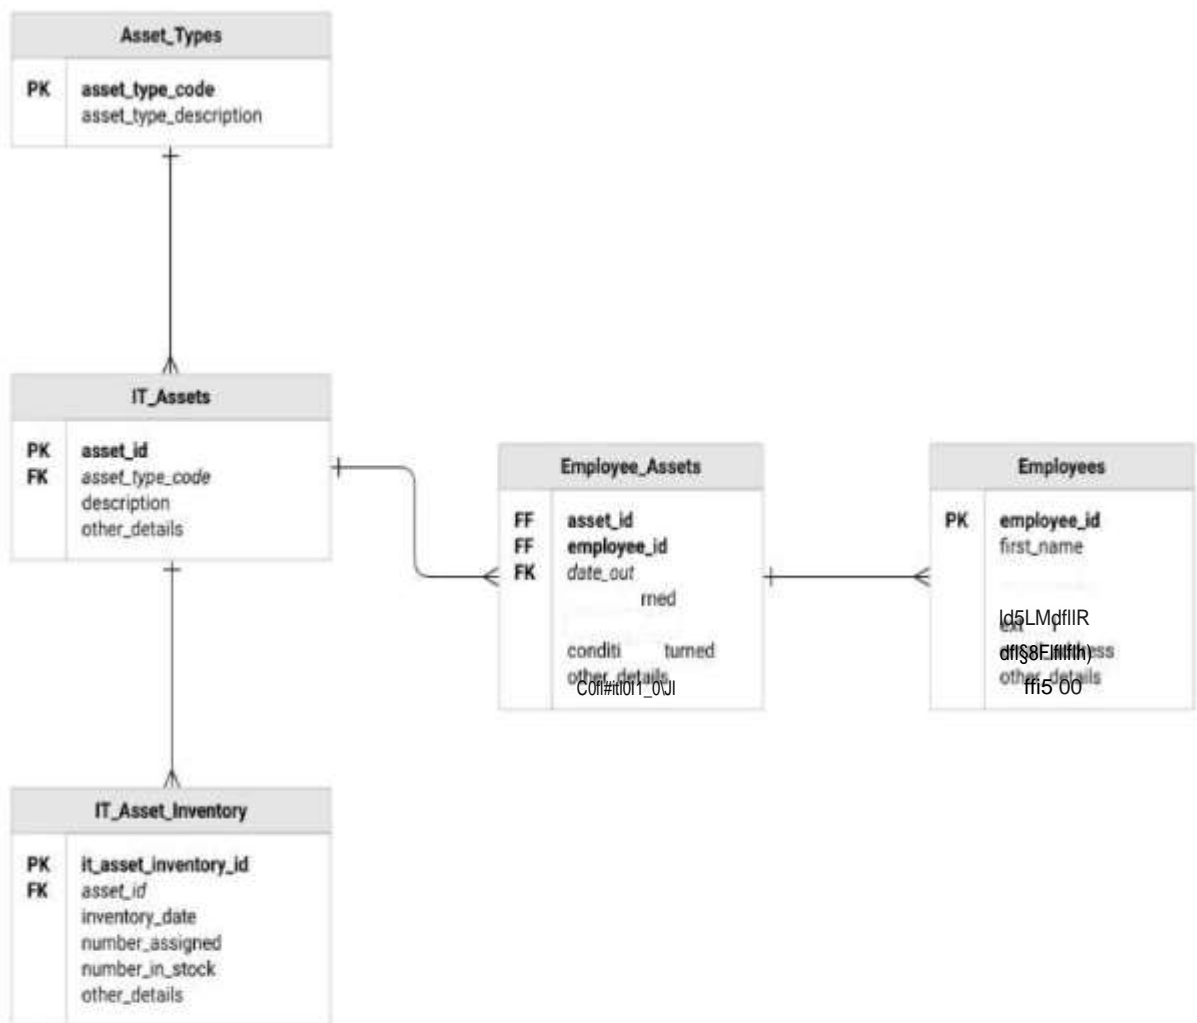 Asset_Types
PK asset_type_code
asset_type_description
IT_Assets
PK asset_id
FK asset_type_code
description
other_details
Employee_Assets
FF asset_id
FF employee_id
FK date_out
rned
conditi turned
other_details
Employees
PK employee_id
first_name
other_details
IT_Asset_Inventory
PK it_asset_inventory_id
FK asset_id
inventory_date
number_assigned
number_in_stock
other_details